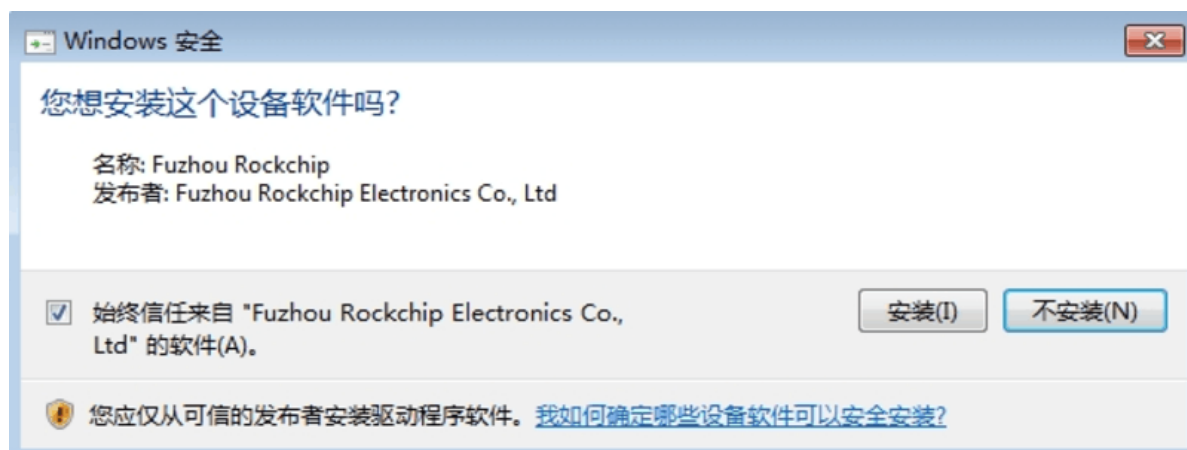 Windows 安全
您想安装这个设备软件吗?
名称: Fuzhou Rockchip
发布者: Fuzhou Rockchip Electronics Co., Ltd
始终信任来自 "Fuzhou Rockchip Electronics Co.,
Ltd" 的软件(A)。
安装(I)
不安装(N)
您应仅从可信的发布者安装驱动程序软件。我如何确定哪些设备软件可以安全安装?